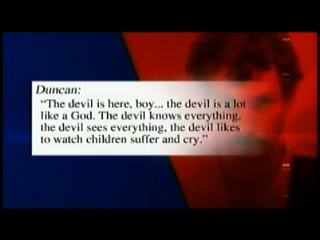 Duncan:
“The devil is here, boy... the devil is a lot
like a God. The devil knows everything,
the devil sees everything, the devil likes
to watch children suffer and cry.”